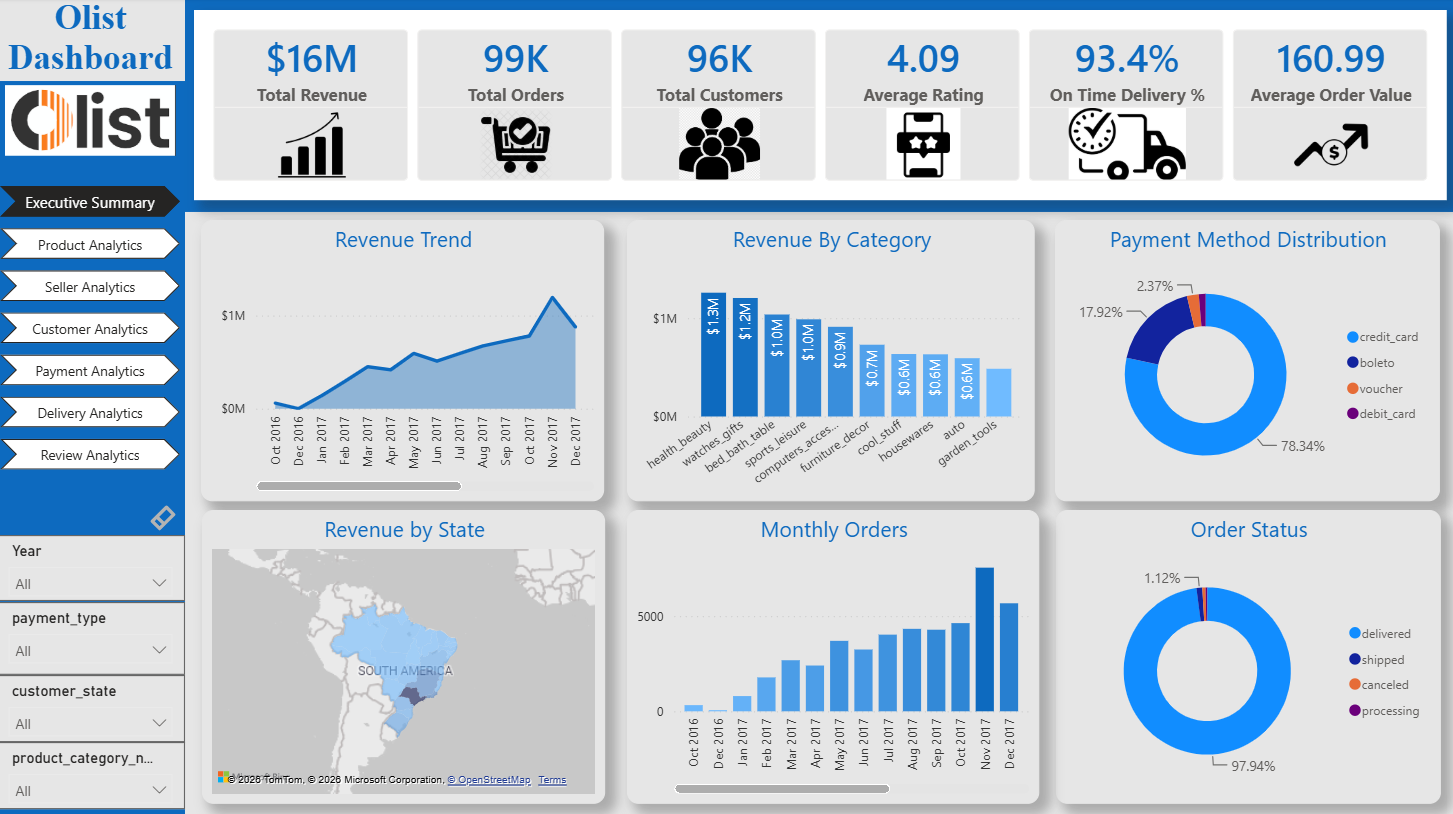 Olist
Dashboard
Olist
Executive Summary
Product Analytics
Seller Analytics
Customer Analytics
Payment Analytics
Delivery Analytics
Review Analytics
Year
All
payment_type
All
customer_state
All
product_category_n...
All
$16M
Total Revenue
99K
Total Orders
96K
Total Customers
4.09
Average Rating
93.4%
On Time Delivery %
160.99
Average Order Value
$
Revenue Trend
$1M
$0M
Oct 2016
Dec 2016
Jan 2017
Feb 2017
Mar 2017
Apr 2017
May 2017
Jun 2017
Jul 2017
Aug 2017
Sep 2017
Oct 2017
Nov 2017
Dec 2017
Revenue By Category
$1M
$0M
$1.3M
$1.2M
$1.0M
$1.0M
$0.9M
$0.7M
$0.6M
$0.6M
$0.6M
health_beauty
watches_gifts
bed_bath_table
sports_leisure
computers_acces...
furniture_decor
cool_stuff
housewares
auto
garden_tools
Payment Method Distribution
2.37%
17.92%
78.34%
credit_card
boleto
voucher
debit_card
Revenue by State
SOUTH AMERICA
© 2026 TomTom, © 2026 Microsoft Corporation, © OpenStreetMap Terms
Monthly Orders
5000
0
Oct 2016
Dec 2016
Jan 2017
Feb 2017
Mar 2017
Apr 2017
May 2017
Jun 2017
Jul 2017
Aug 2017
Sep 2017
Oct 2017
Nov 2017
Dec 2017
Order Status
1.12%
97.94%
delivered
shipped
canceled
processing